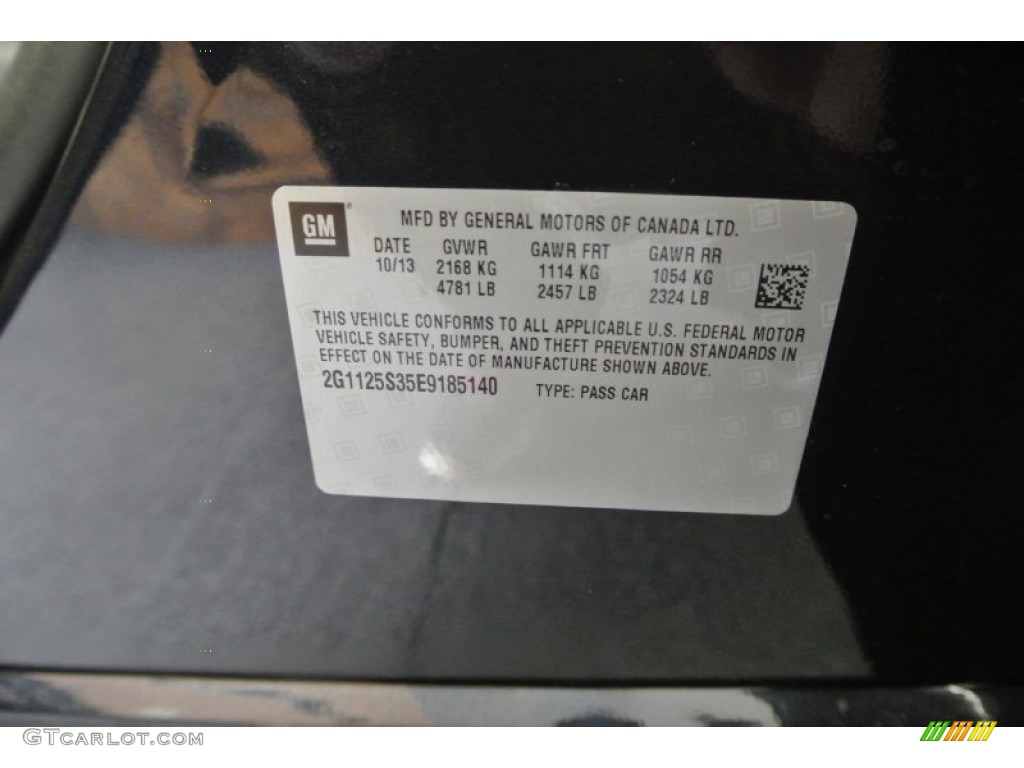 GM
MFD BY GENERAL MOTORS OF CANADA LTD.
DATE GVWR GAWR FRT GAWR RR
10/13 2168 KG 1114 KG 1054 KG
4781 LB 2457 LB 2324 LB
THIS VEHICLE CONFORMS TO ALL APPLICABLE U.S. FEDERAL MOTOR
VEHICLE SAFETY, BUMPER, AND THEFT PREVENTION STANDARDS IN
EFFECT ON THE DATE OF MANUFACTURE SHOWN ABOVE.
2G1125S35E9185140 TYPE: PASS CAR
GTCarLot.com